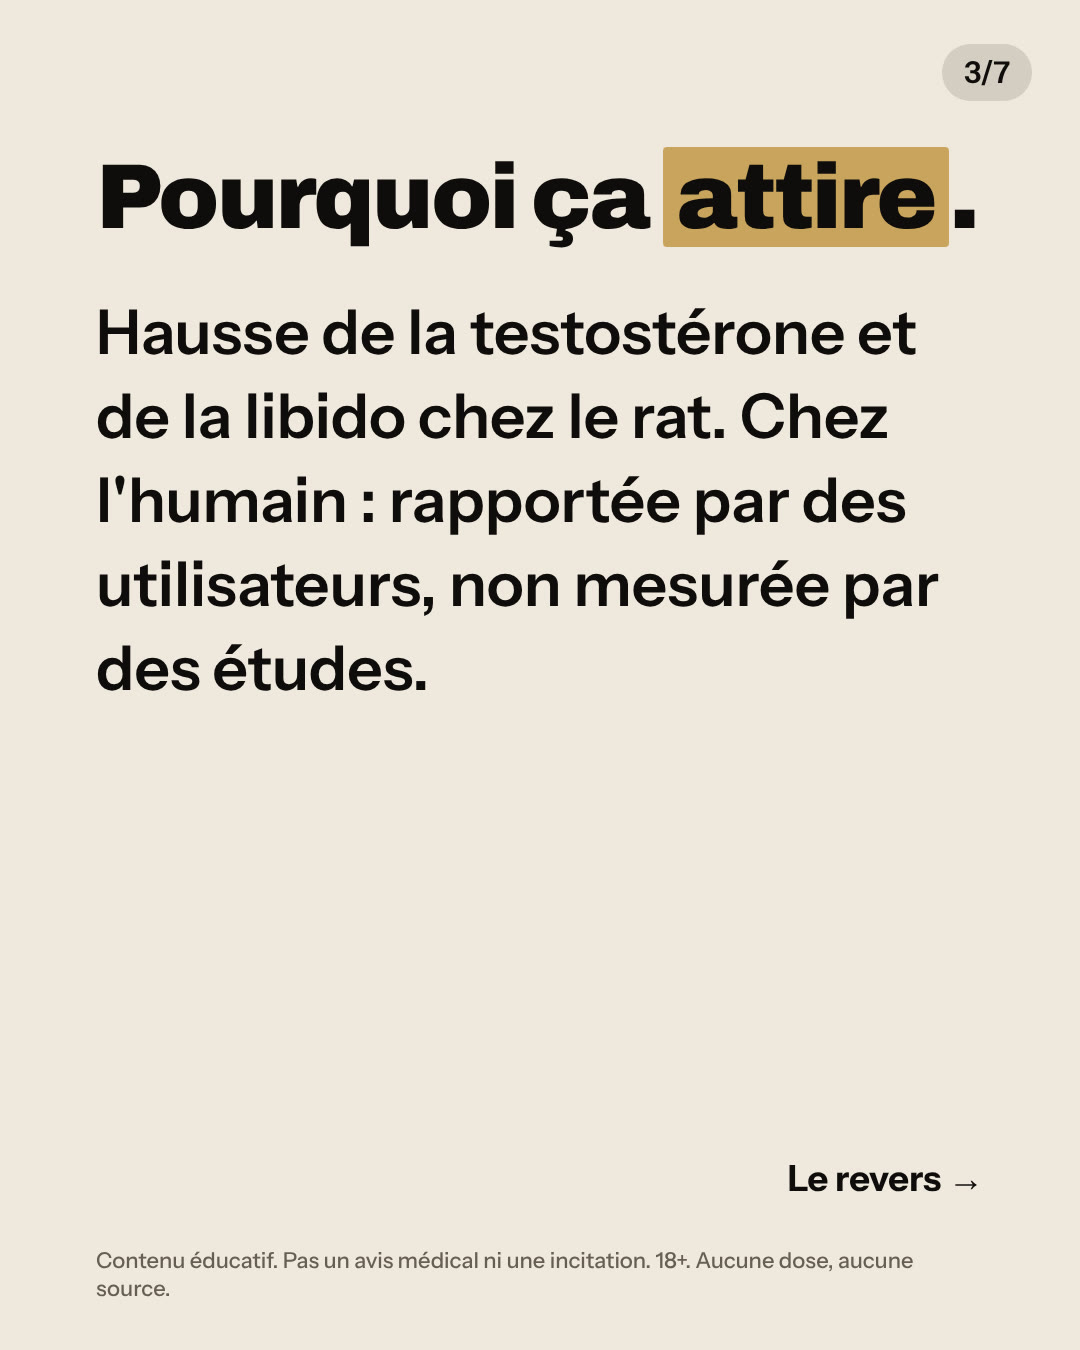 3/7
Pourquoi ça attire.
Hausse de la testostérone et
de la libido chez le rat. Chez
l'humain : rapportée par des
utilisateurs, non mesurée par
des études.
Le revers →
Contenu éducatif. Pas un avis médical ni une incitation. 18+. Aucune dose, aucune
source.